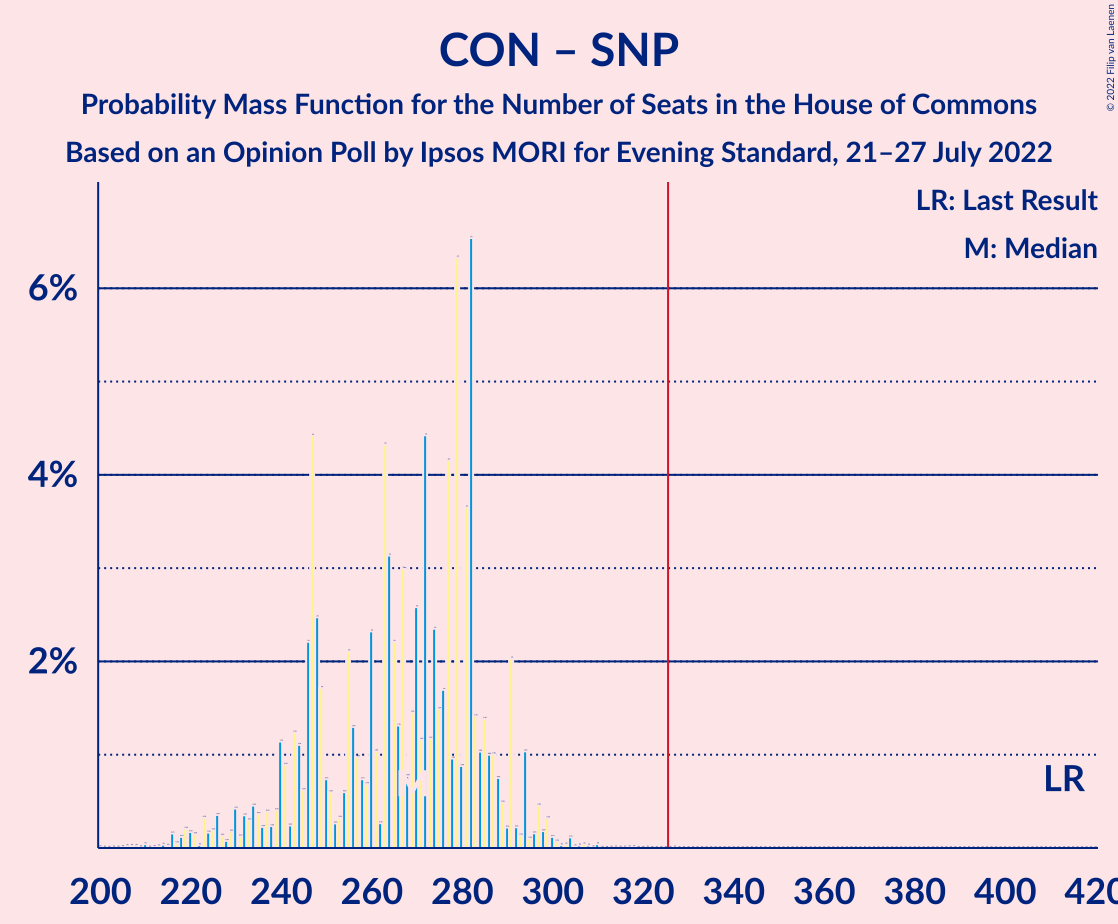 CON – SNP
Probability Mass Function for the Number of Seats in the House of Commons
Based on an Opinion Poll by Ipsos MORI for Evening Standard, 21–27 July 2022
© 2022 Filip van Laenen
LR: Last Result
M: Median
6%
4%
2%
M
LR
200 220 240 260 280 300 320 340 360 380 400 420